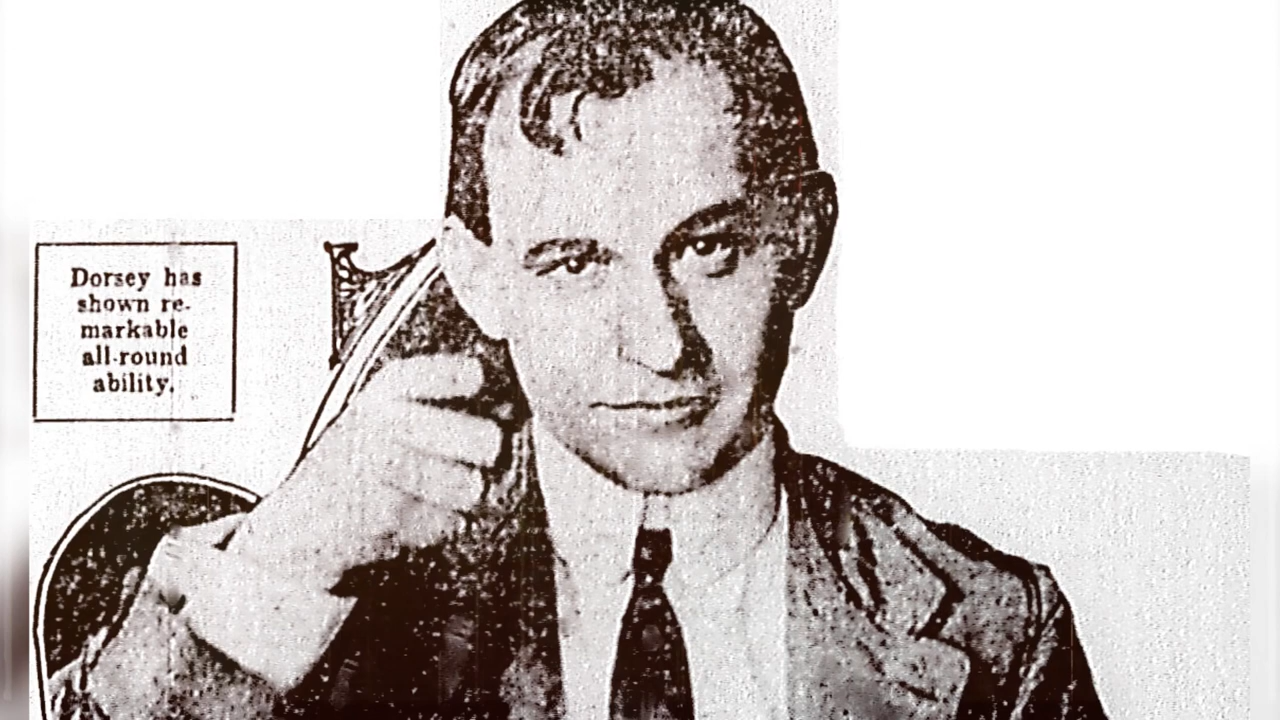 Dorsey has
shown re-
markable
all-round
ability.